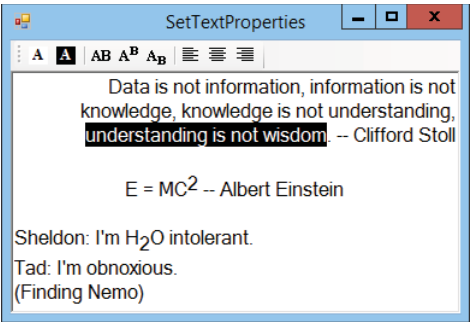 SetTextProperties
A A AB Aᴮ A_B
Data is not information, information is not
knowledge, knowledge is not understanding,
understanding is not wisdom. -- Clifford Stoll
E = MC² -- Albert Einstein
Sheldon: I'm H₂O intolerant.
Tad: I'm obnoxious.
(Finding Nemo)